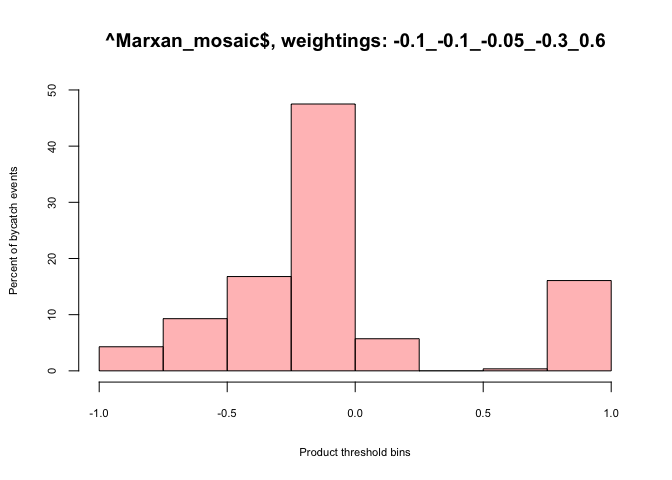 ^Marxan_mosaic$, weightings: -0.1_-0.1_-0.05_-0.3_0.6
Percent of bycatch events
50
40
30
20
10
0
-1.0 -0.5 0.0 0.5 1.0
Product threshold bins